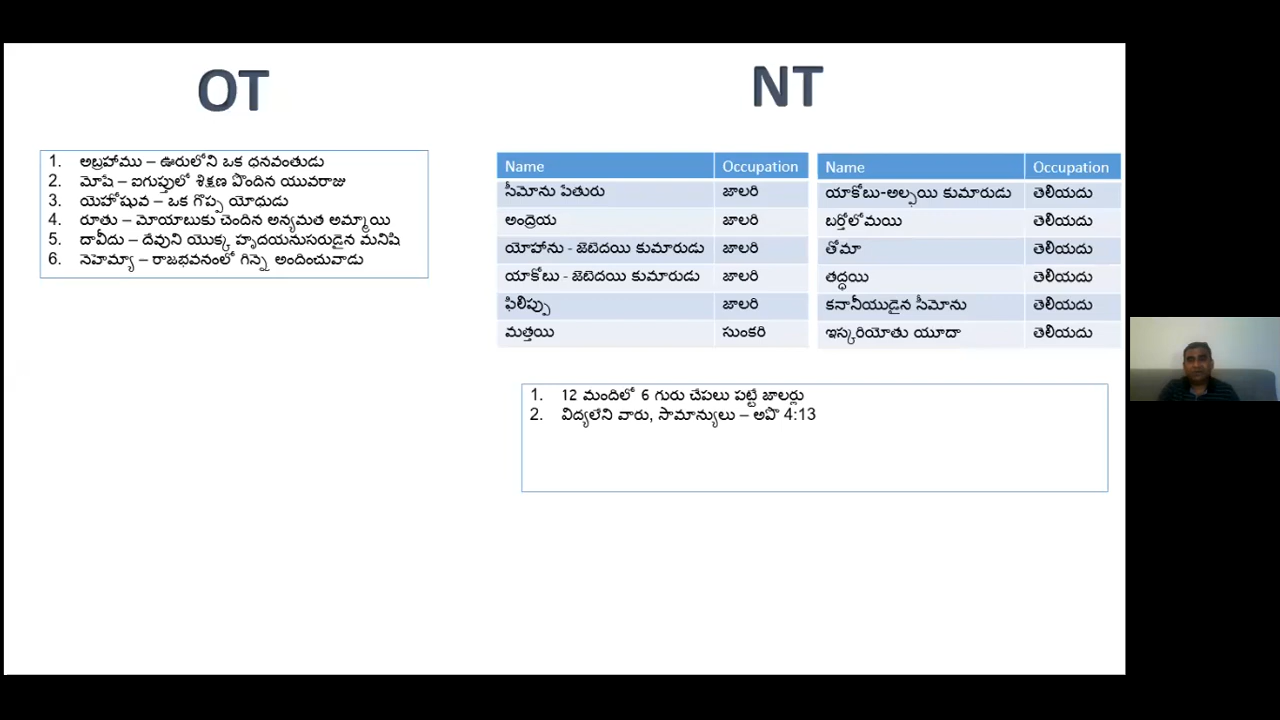 OT
1. అబ్రహాము – ఊరులోని ఒక ధనవంతుడు
2. మోషే – ఐగుప్తులో శిక్షణ పొందిన యువరాజు
3. యెహోషువ – ఒక గొప్ప యోధుడు
4. రూతు – మోయాబుకు చెందిన అన్యమత అమ్మాయి
5. దావీదు – దేవుని యొక్క హృదయనుసరుడైన మనిషి
6. నెహెమ్యా – రాజభవనంలో గిన్నె అందించువాడు
NT
Name Occupation
సీమోను పేతురు జాలరి
అంద్రెయ జాలరి
యోహాను - జెబెదయి కుమారుడు జాలరి
యాకోబు - జెబెదయి కుమారుడు జాలరి
ఫిలిప్పు జాలరి
మత్తయి సుంకరి
Name Occupation
యాకోబు-అల్ఫయి కుమారుడు తెలియదు
బర్తోలోమయి తెలియదు
తోమా తెలియదు
తద్ధయి తెలియదు
కనానీయుడైన సీమోను తెలియదు
ఇస్కరియోతు యూదా తెలియదు
1. 12 మందిలో 6 గురు చేపలు పట్టే జాలర్లు
2. విద్యలేని వారు, సామాన్యులు – అపొ 4:13